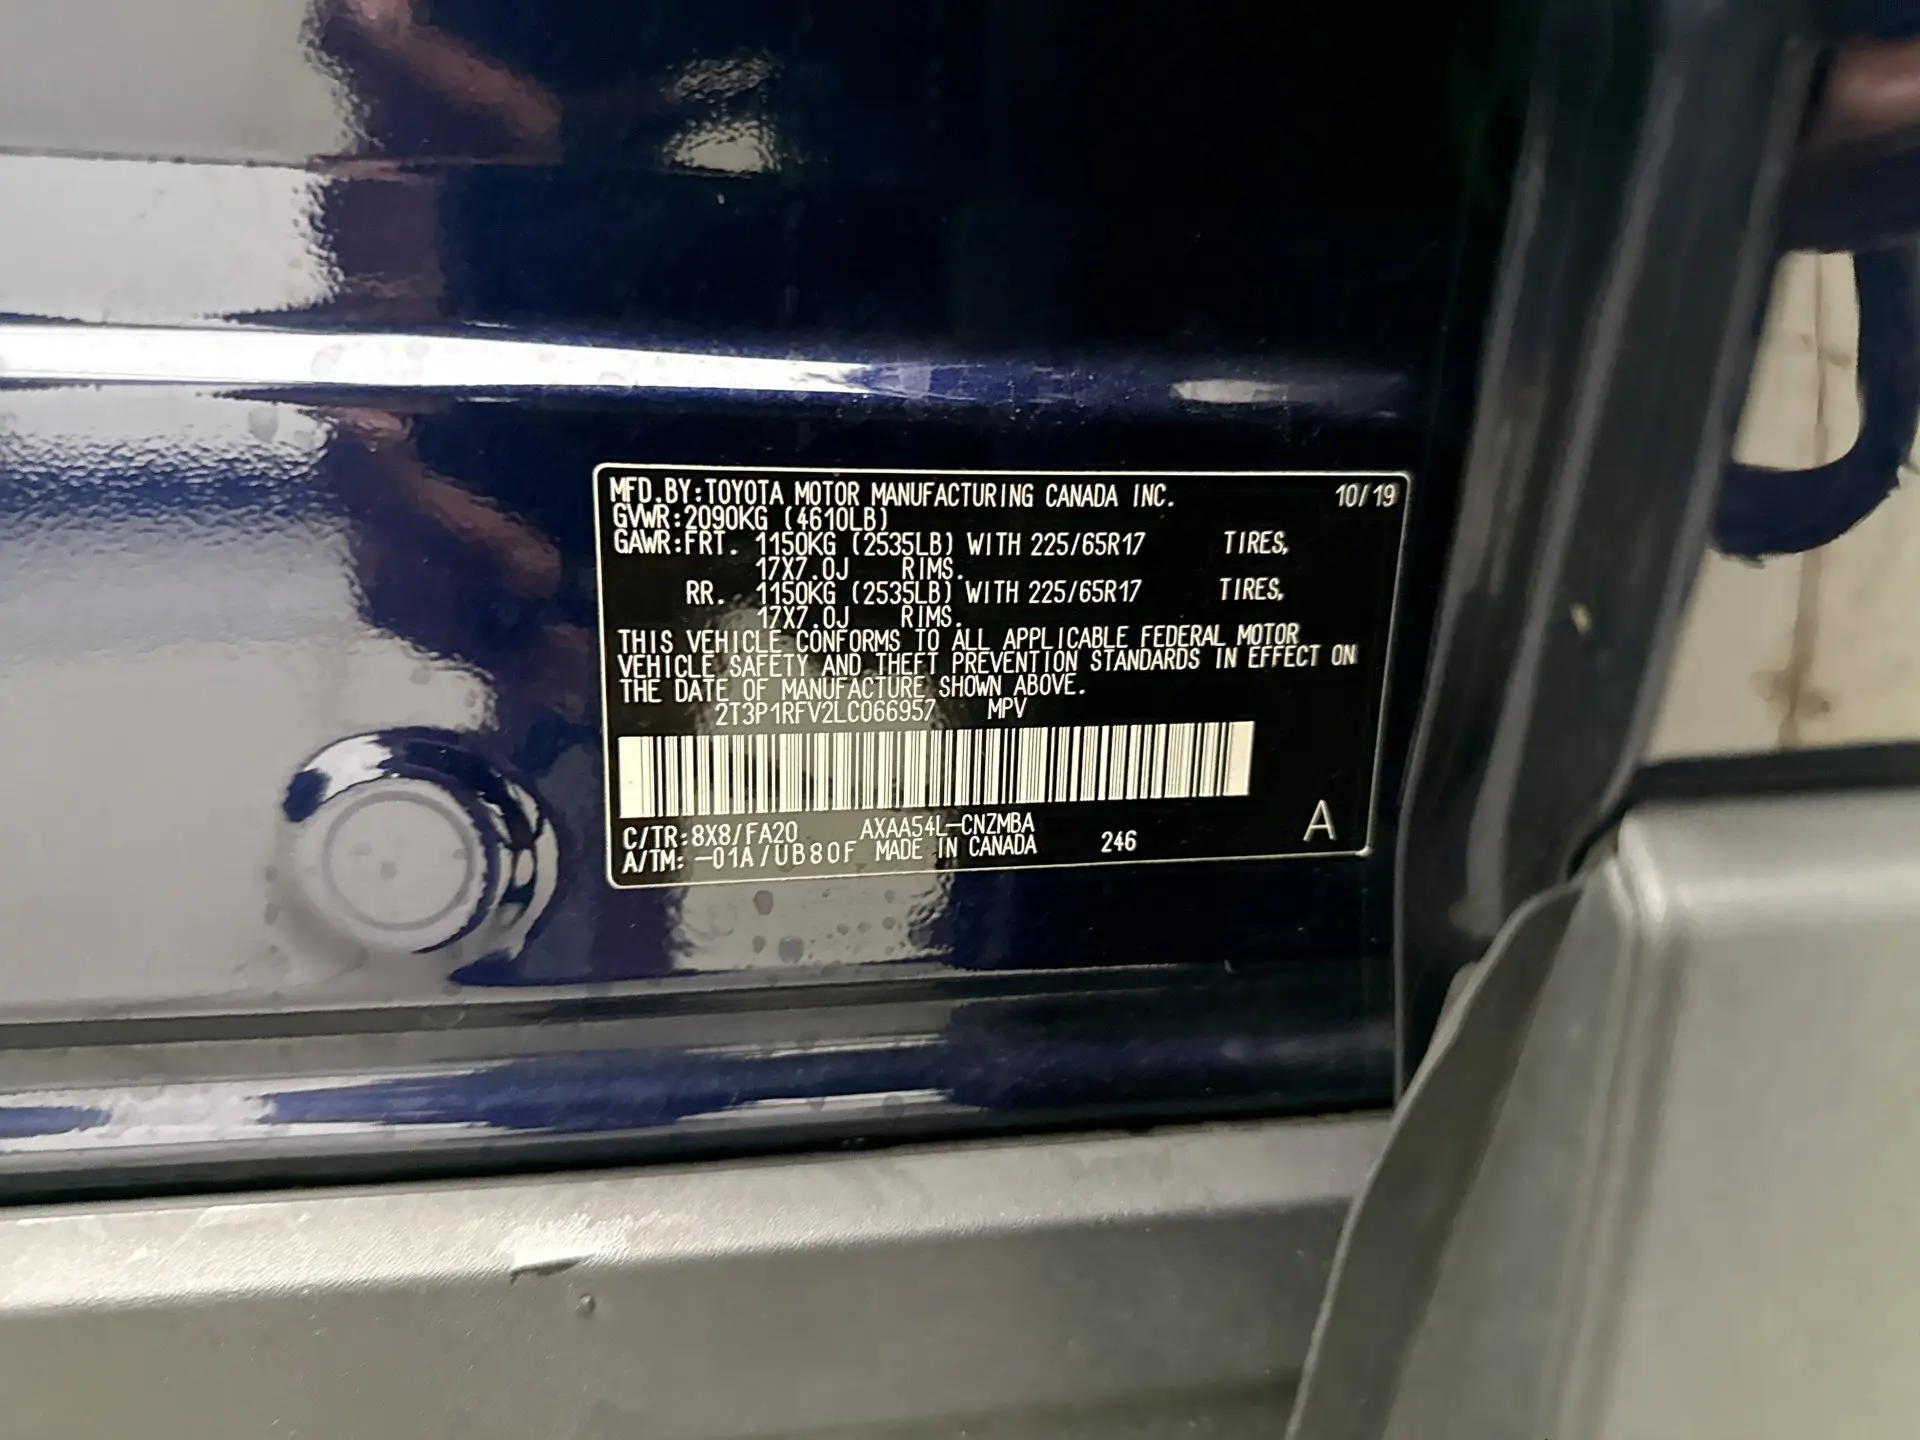 MFD.BY:TOYOTA MOTOR MANUFACTURING CANADA INC. 10/19
GVWR:2090KG (4610LB)
GAWR:FRT. 1150KG (2535LB) WITH 225/65R17 TIRES,
17X7.0J RIMS.
RR. 1150KG (2535LB) WITH 225/65R17 TIRES,
17X7.0J RIMS.
THIS VEHICLE CONFORMS TO ALL APPLICABLE FEDERAL MOTOR
VEHICLE SAFETY AND THEFT PREVENTION STANDARDS IN EFFECT ON
THE DATE OF MANUFACTURE SHOWN ABOVE.
2T3P1RFV2LC066957 MPV
C/TR:8X8/FA20 AXAA54L-CNZMBA
A/TM: -01A/UB80F MADE IN CANADA 246 A